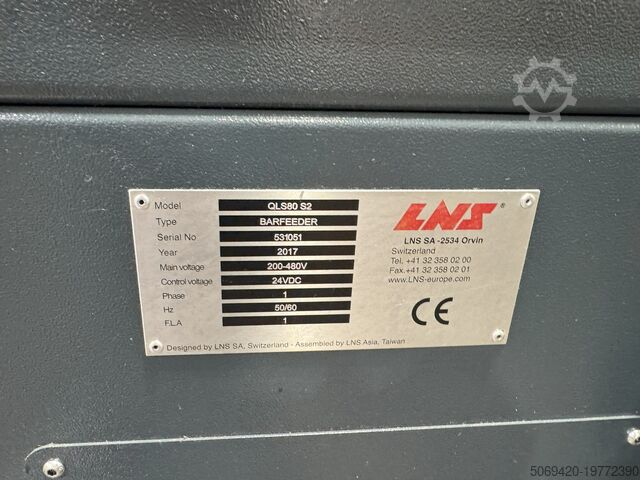 Model QLS80 S2
Type BARFEEDER
Serial No 531051
Year 2017
Main voltage 200-480V
Control voltage 24VDC
Phase 1
Hz 50/60
F.L.A 1
LNS®
LNS SA -2534 Orvin
Switzerland
Tel. +41 32 358 02 00
Fax.+41 32 358 02 01
www.LNS-europe.com
CE
Designed by LNS SA, Switzerland - Assembled by LNS Asia, Taiwan
5069420-19772390